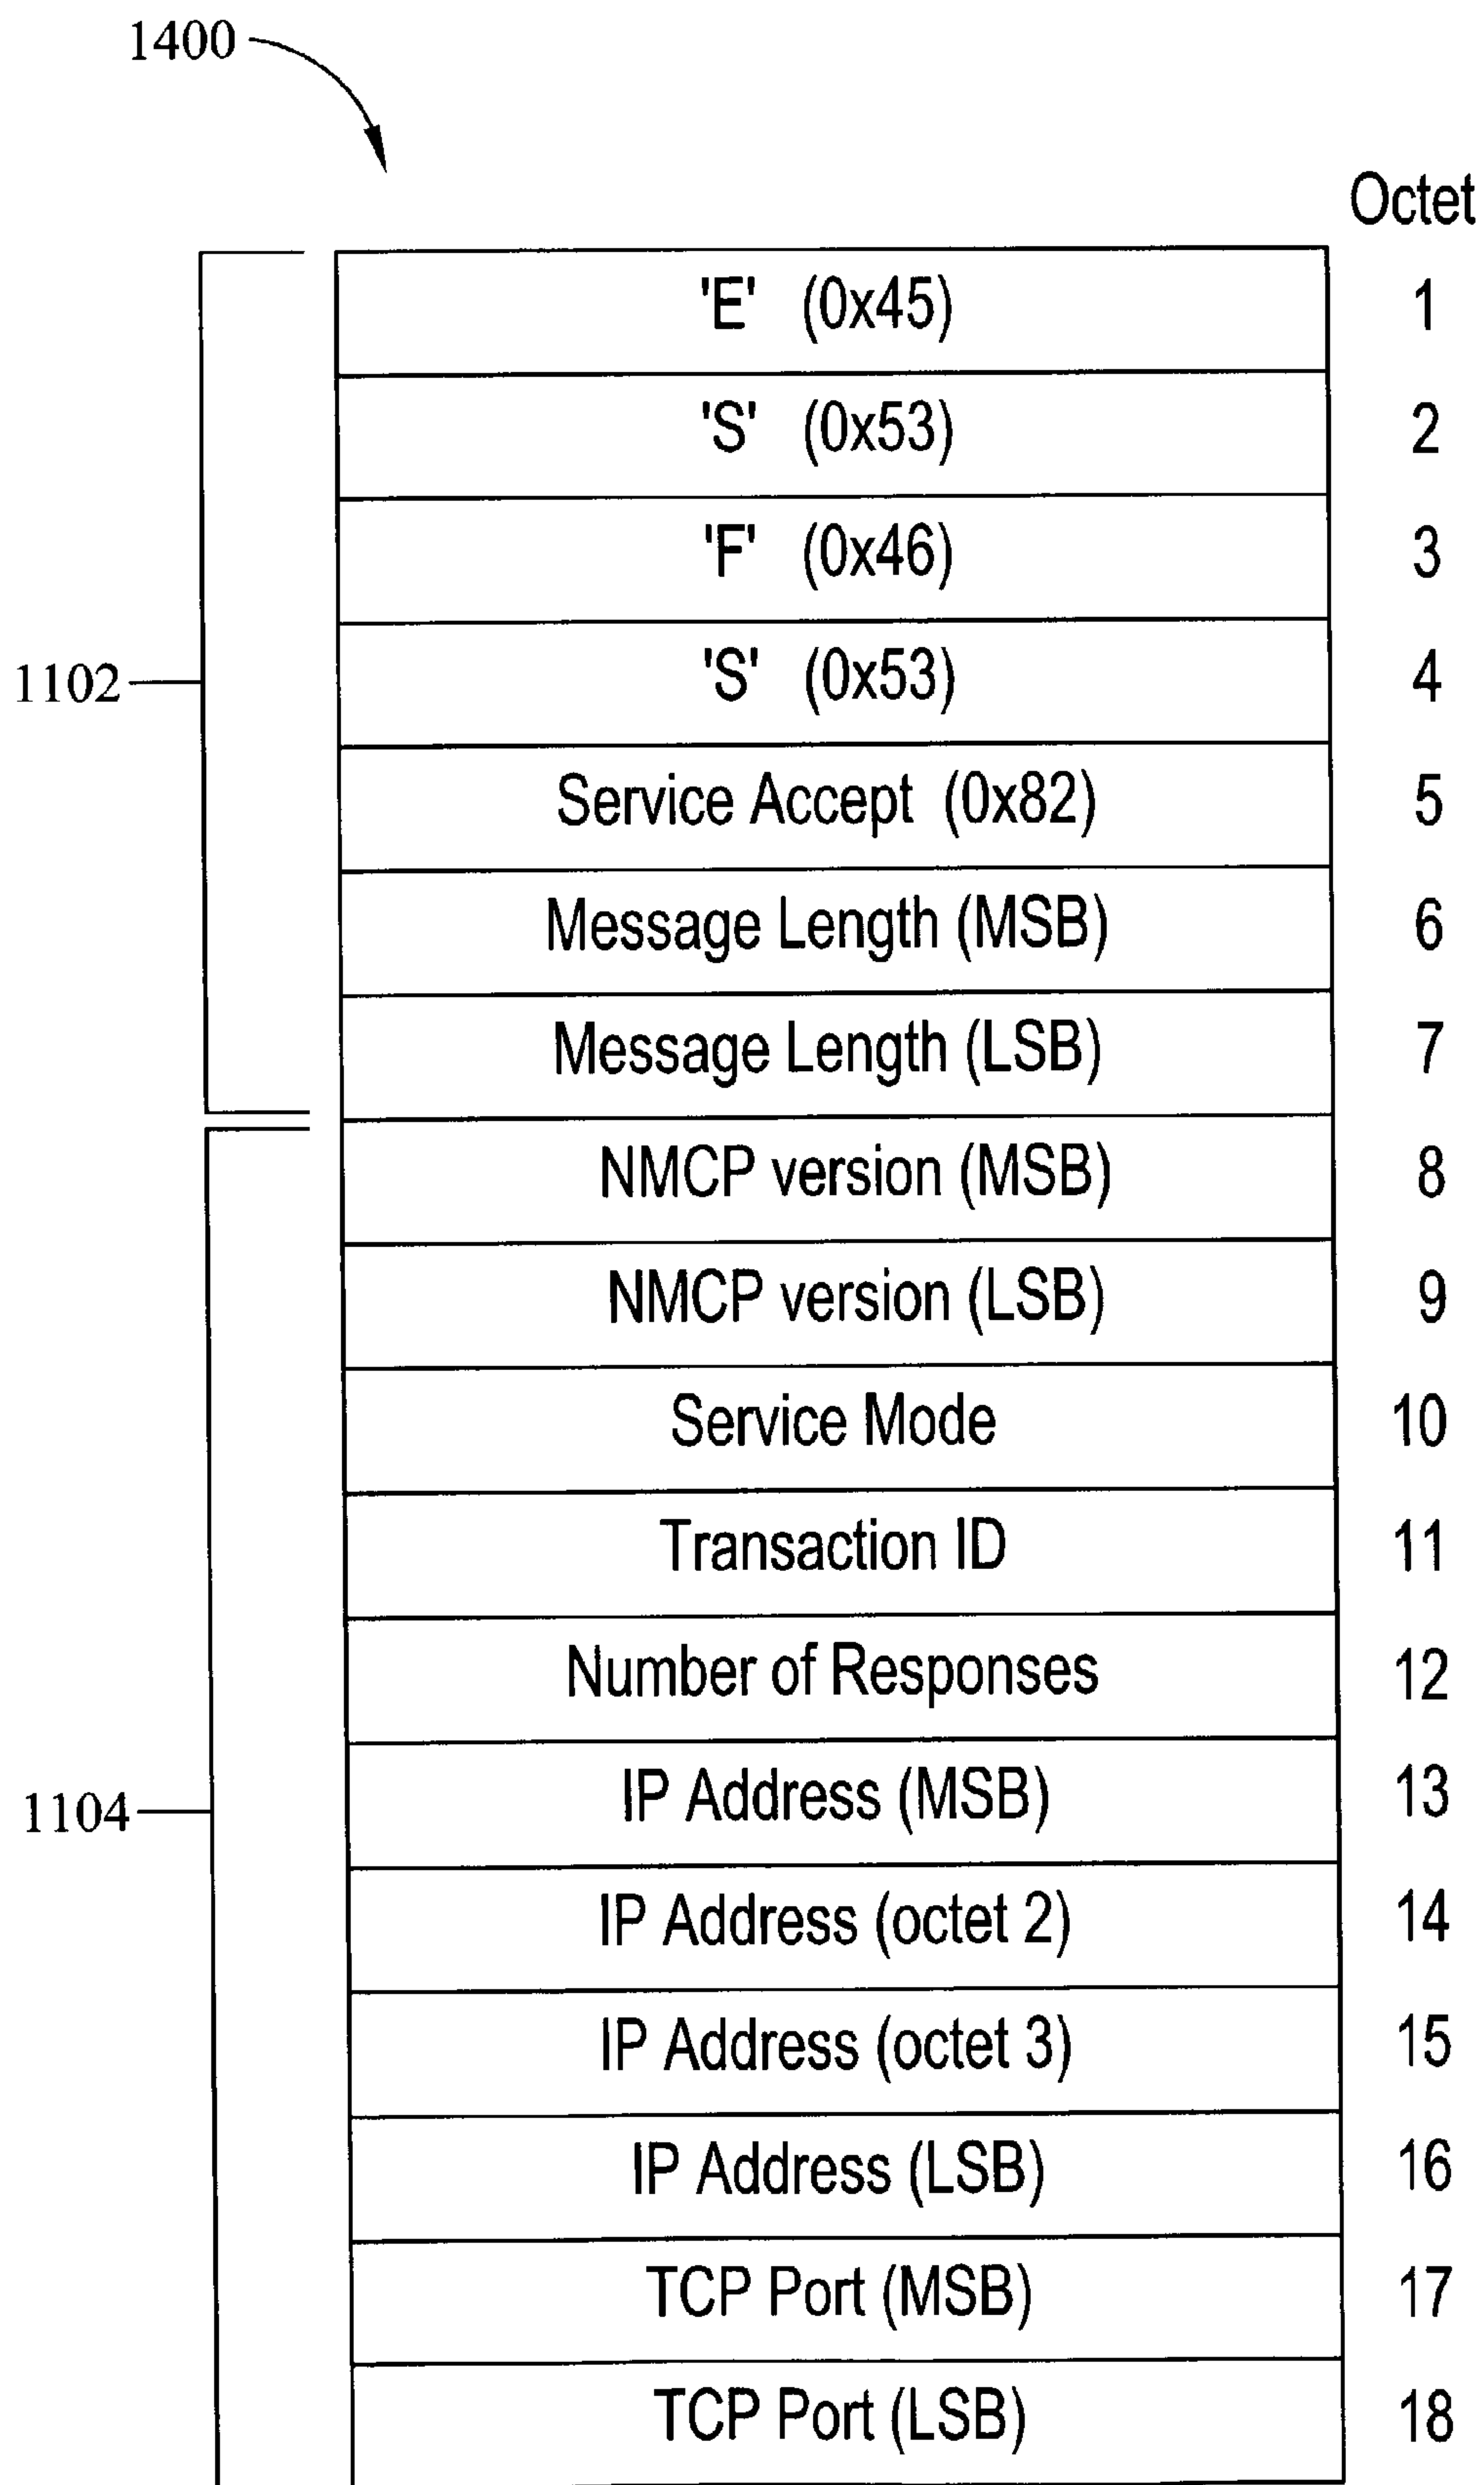 1400
Octet
'E' (0x45) 1
'S' (0x53) 2
'F' (0x46) 3
'S' (0x53) 4
1102
Service Accept (0x82) 5
Message Length (MSB) 6
Message Length (LSB) 7
NMCP version (MSB) 8
NMCP version (LSB) 9
Service Mode 10
Transaction ID 11
Number of Responses 12
IP Address (MSB) 13
1104
IP Address (octet 2) 14
IP Address (octet 3) 15
IP Address (LSB) 16
TCP Port (MSB) 17
TCP Port (LSB) 18